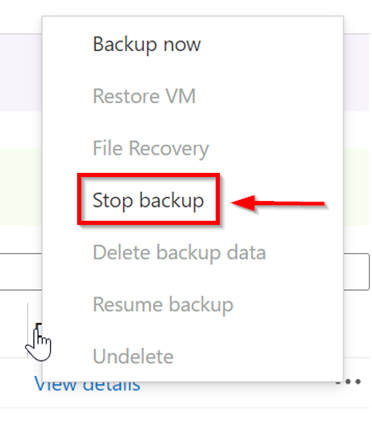 Backup now
Restore VM
File Recovery
Stop backup
Delete backup data
Resume backup
Undelete
View details